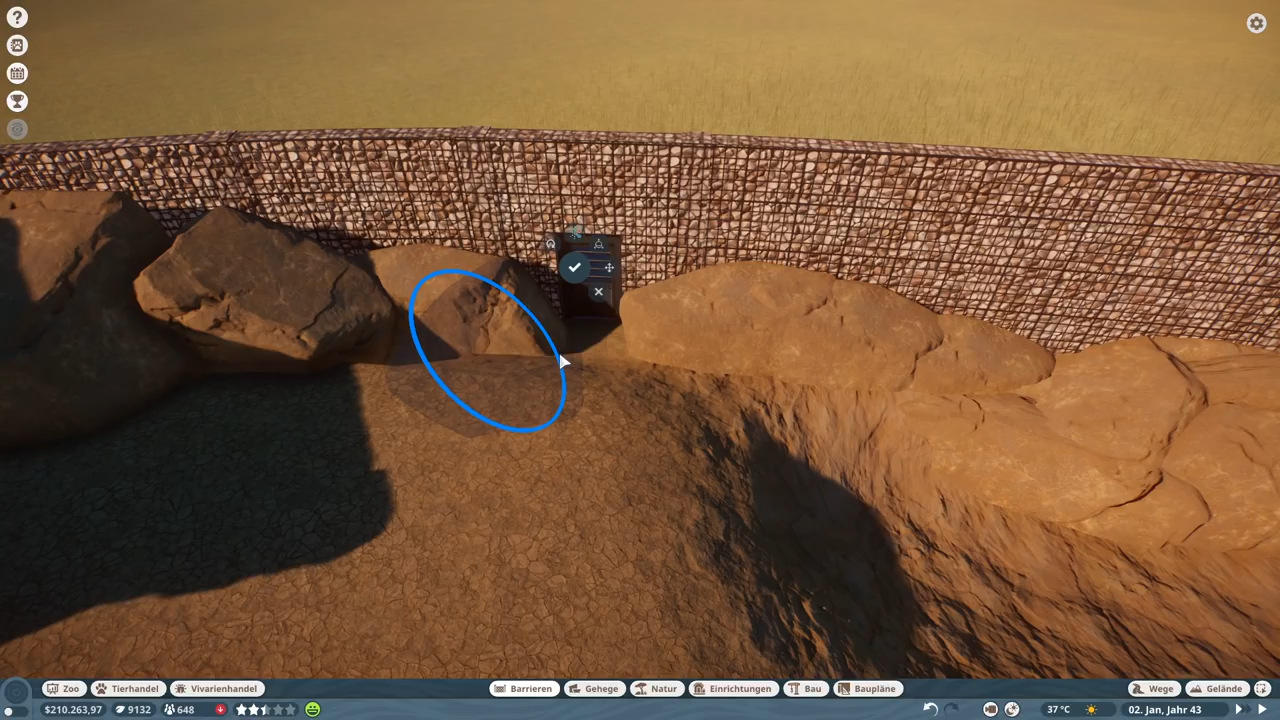 ?
Zoo
Tierhandel
Vivarienhandel
Barrieren
Gehege
Natur
Einrichtungen
Bau
Baupläne
Wege
Gelände
$210.263,97
9132
648
37 °C
02. Jan, Jahr 43